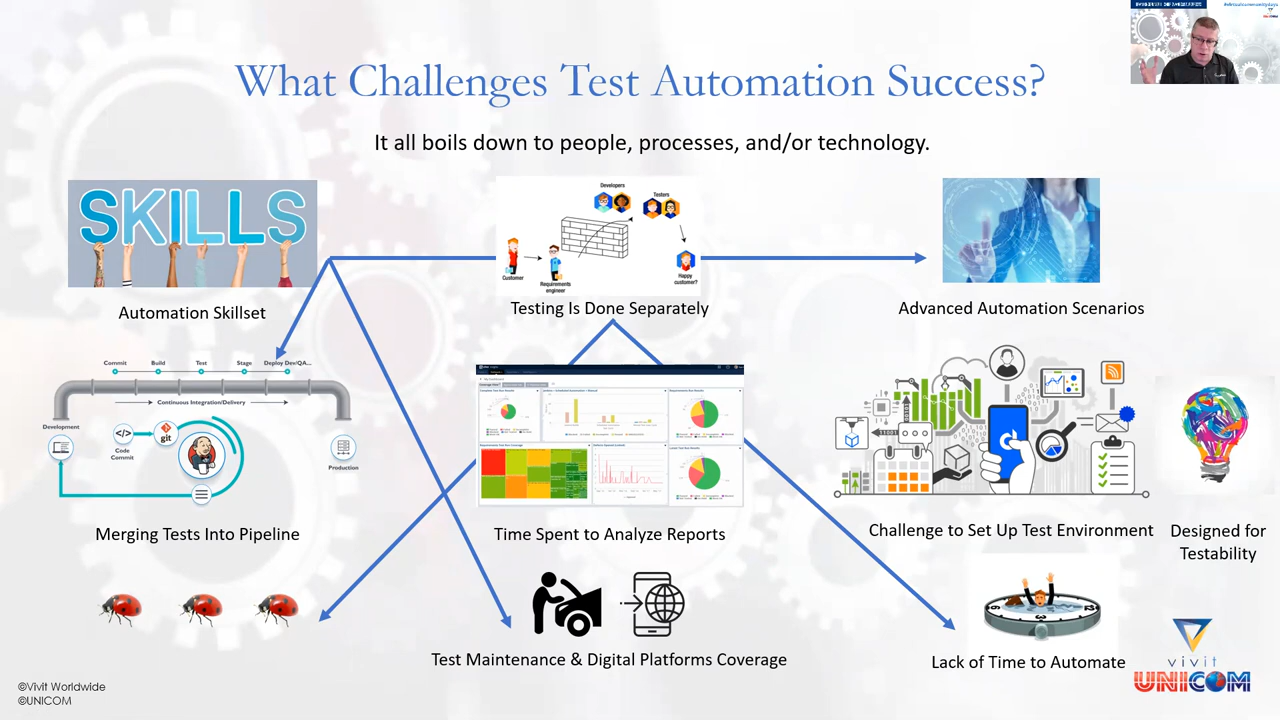 What Challenges Test Automation Success?
It all boils down to people, processes, and/or technology.
SKILLS
Automation Skillset
Developers
Testers
Customer
Requirements
engineer
Happy
customer?
Testing Is Done Separately
Advanced Automation Scenarios
Commit
Build
Test
Stage
Deploy Dev/QA...
Continuous Integration/Delivery
Development
</>
Code
Commit
git
Production
Merging Tests Into Pipeline
Time Spent to Analyze Reports
Challenge to Set Up Test Environment
Designed for
Testability
Test Maintenance & Digital Platforms Coverage
Lack of Time to Automate
vivit
UNICOM
©Vivit Worldwide
©UNICOM